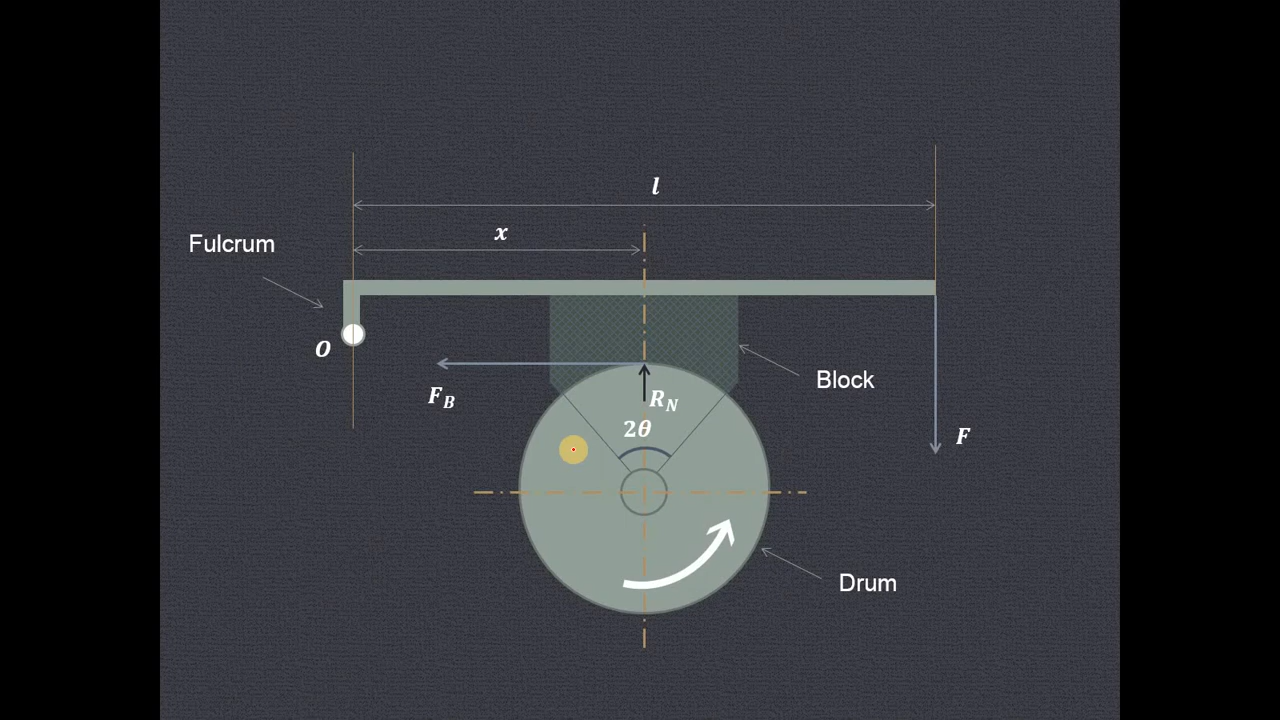 l
x
Fulcrum
O
Block
F_B
R_N
2θ
F
Drum